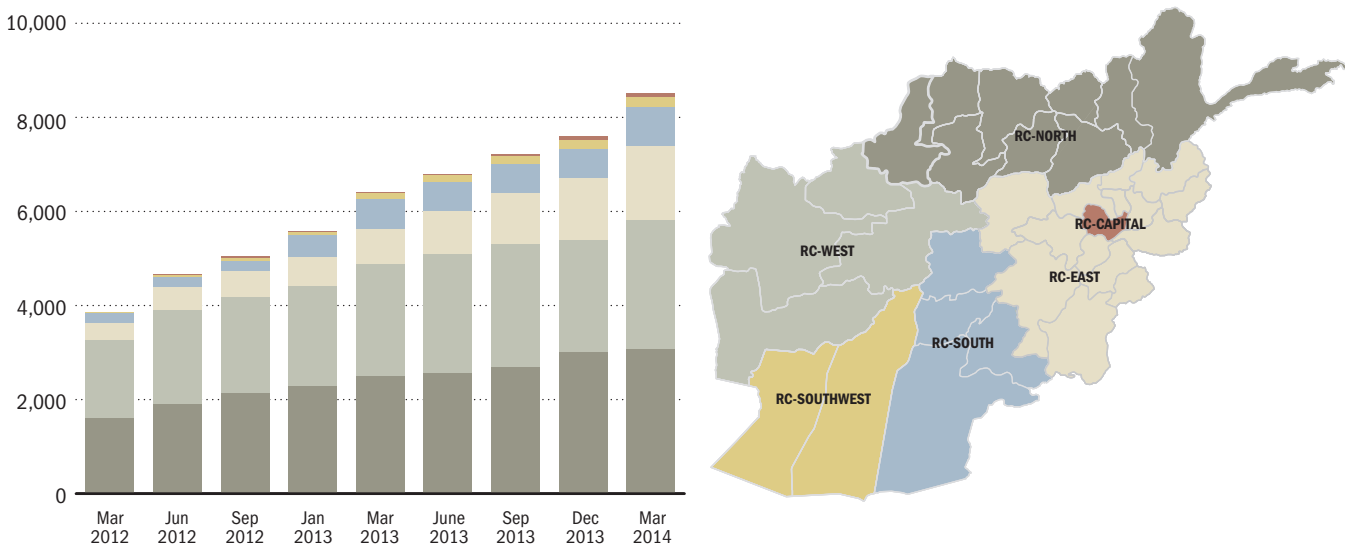 10,000
8,000
6,000
4,000
2,000
0
Mar
2012
Jun
2012
Sep
2012
Jan
2013
Mar
2013
June
2013
Sep
2013
Dec
2013
Mar
2014
RC-NORTH
RC-CAPITAL
RC-WEST
RC-EAST
RC-SOUTH
RC-SOUTHWEST